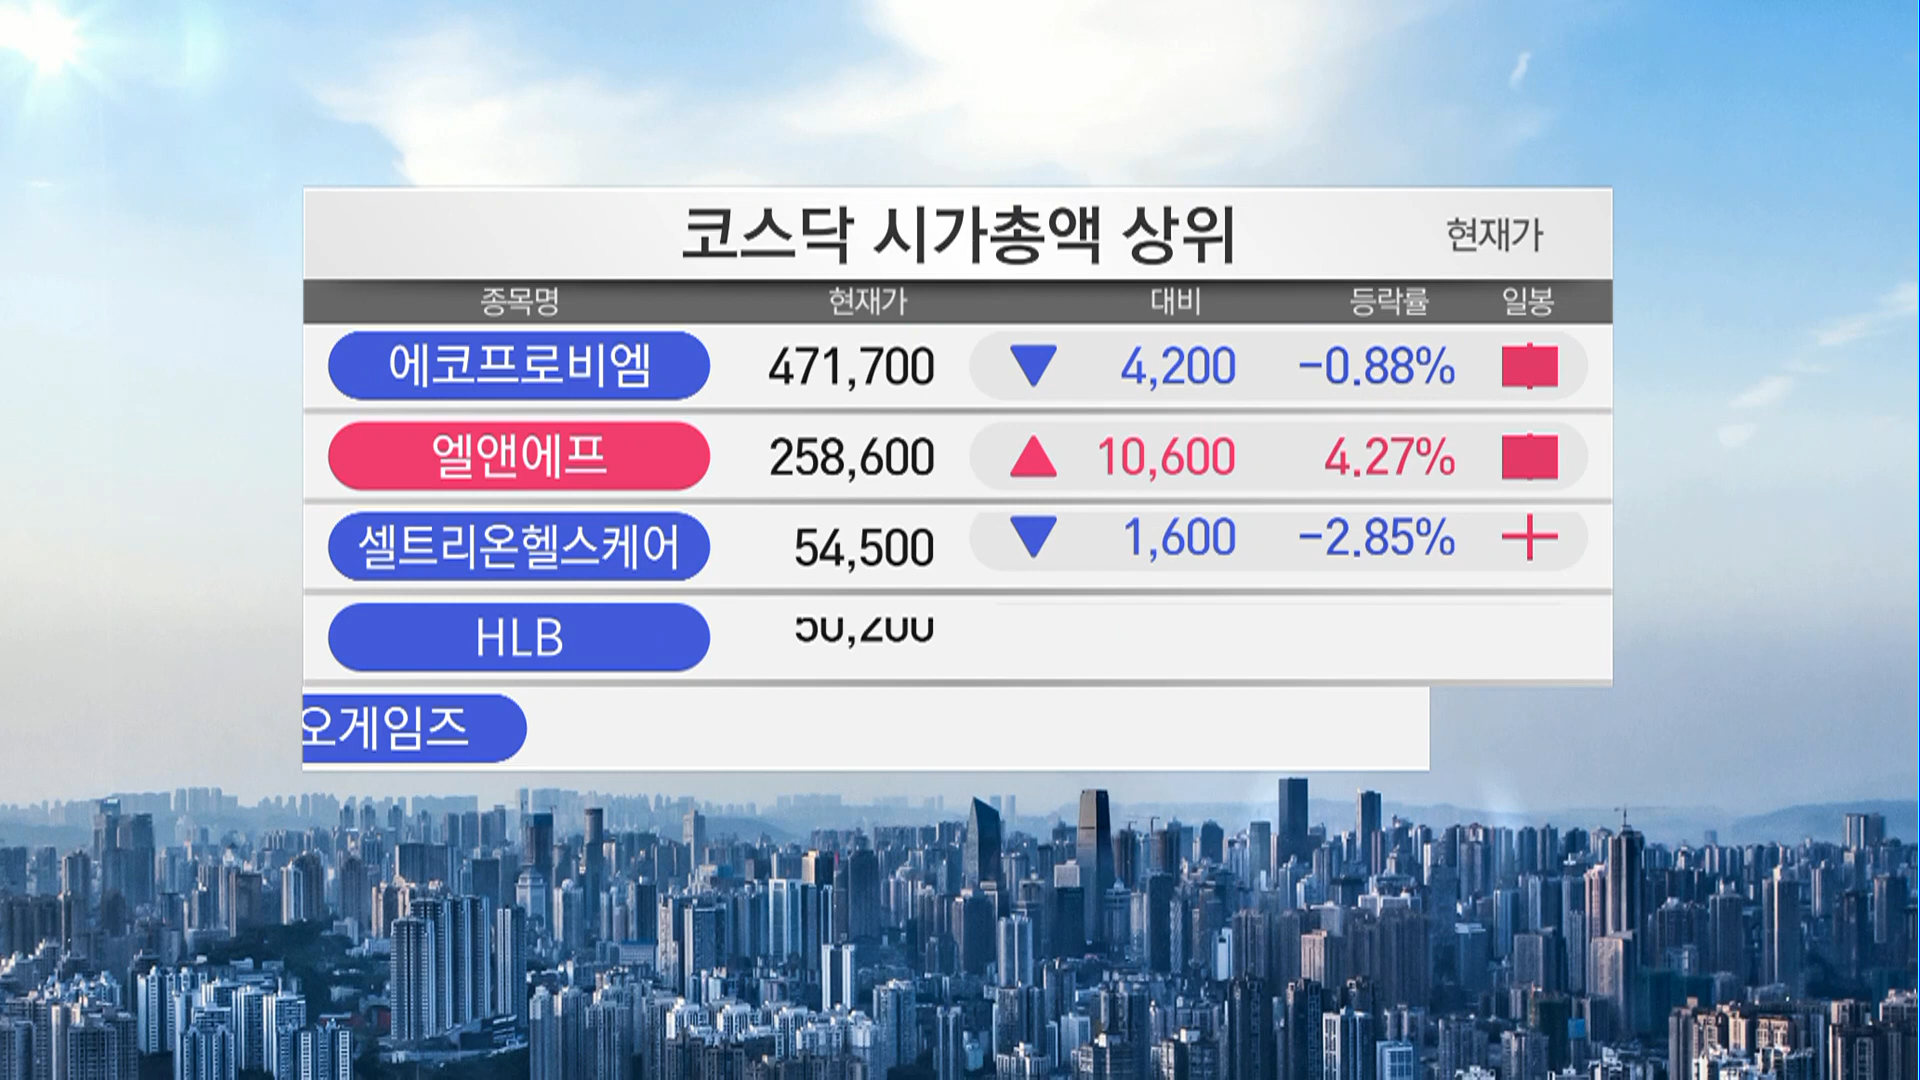 코스닥 시가총액 상위 현재가
종목명 현재가 대비 등락률 일봉
에코프로비엠 471,700 ▼ 4,200 -0.88%
엘앤에프 258,600 ▲ 10,600 4.27%
셀트리온헬스케어 54,500 ▼ 1,600 -2.85%
HLB 50,200
오게임즈